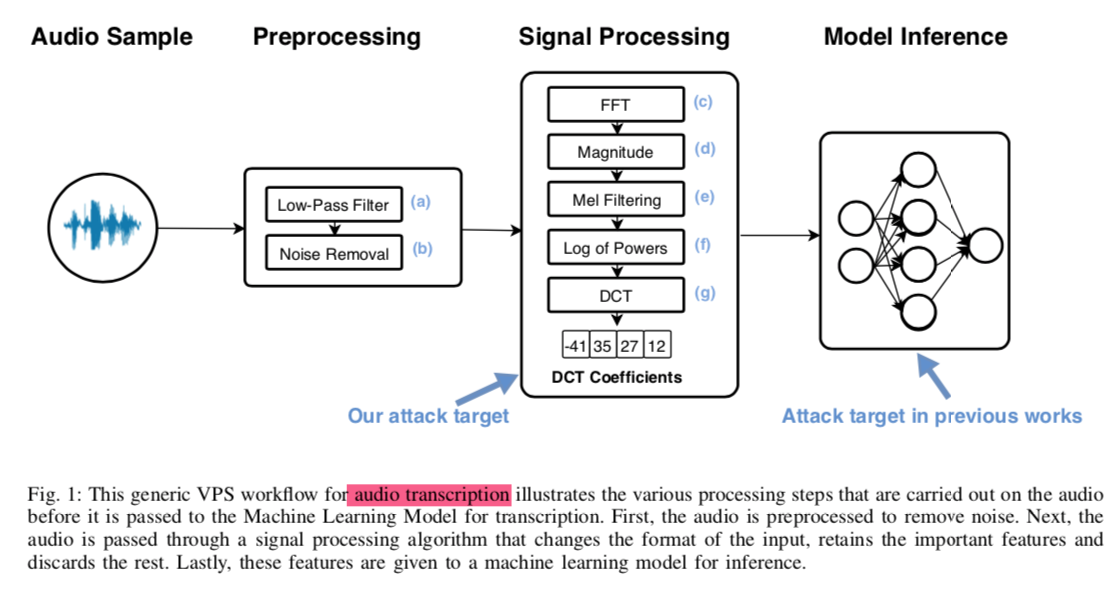 Audio Sample
Preprocessing
Signal Processing
Model Inference
Low-Pass Filter
(a)
Noise Removal
(b)
FFT
(c)
Magnitude
(d)
Mel Filtering
(e)
Log of Powers
(f)
DCT
(g)
-41 35 27 12
DCT Coefficients
Our attack target
Attack target in previous works
Fig. 1: This generic VPS workflow for audio transcription illustrates the various processing steps that are carried out on the audio
before it is passed to the Machine Learning Model for transcription. First, the audio is preprocessed to remove noise. Next, the
audio is passed through a signal processing algorithm that changes the format of the input, retains the important features and
discards the rest. Lastly, these features are given to a machine learning model for inference.